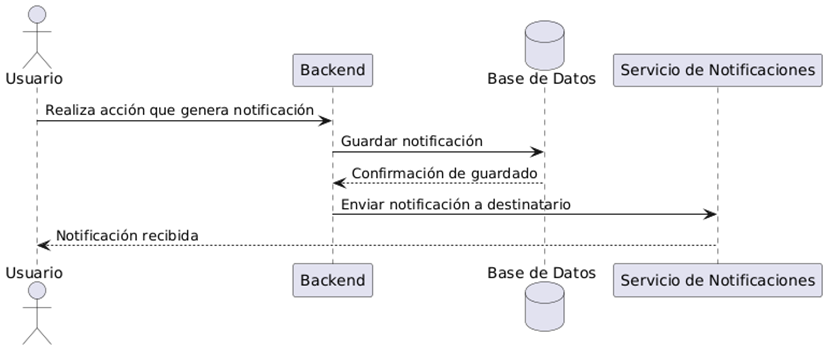 Usuario
Backend
Base de Datos
Servicio de Notificaciones
Realiza acción que genera notificación
Guardar notificación
Confirmación de guardado
Enviar notificación a destinatario
Notificación recibida
Usuario
Backend
Base de Datos
Servicio de Notificaciones